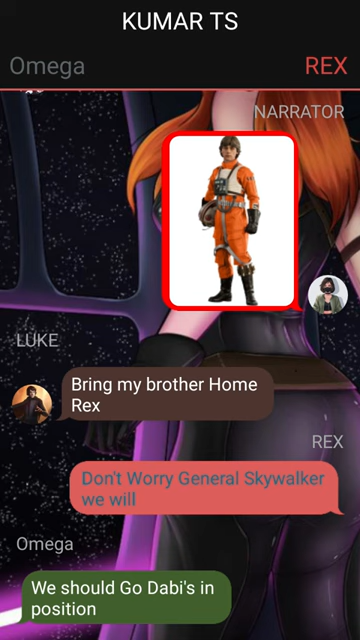 KUMAR TS
Omega
REX
NARRATOR
LUKE
Bring my brother Home
Rex
REX
Don't Worry General Skywalker
we will
Omega
We should Go Dabi's in
position